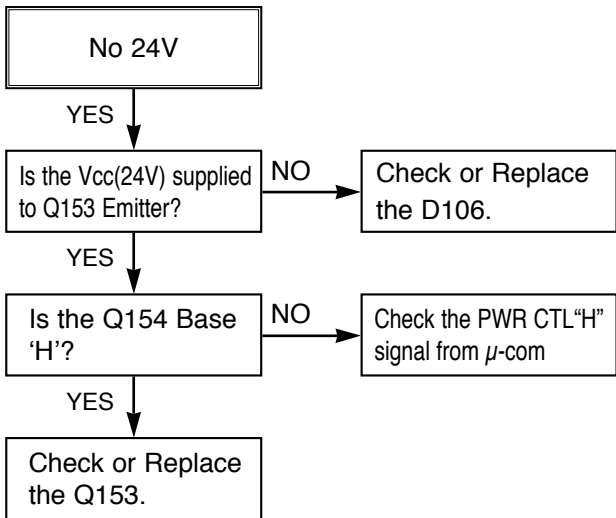 No 24V
YES
Is the Vcc(24V) supplied
to Q153 Emitter?
NO
Check or Replace
the D106.
YES
Is the Q154 Base
‘H’?
NO
Check the PWR CTL“H”
signal from µ-com
YES
Check or Replace
the Q153.